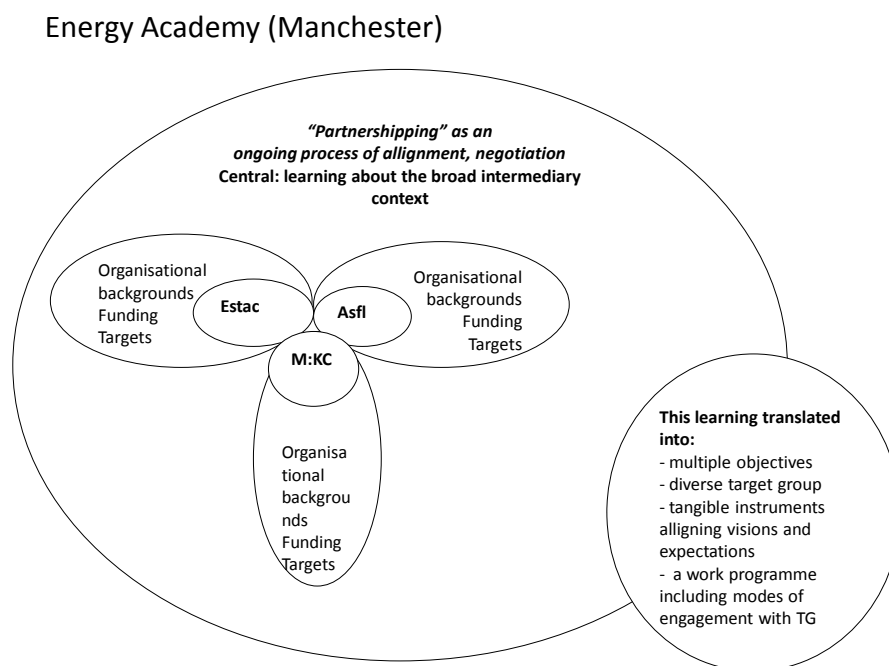 Energy Academy (Manchester)
“Partnershipping” as an
ongoing process of allignment, negotiation
Central: learning about the broad intermediary
context
Organisational
backgrounds
Funding
Targets
Estac
Asfl
Organisational
backgrounds
Funding
Targets
M:KC
Organisa
tional
backgrou
nds
Funding
Targets
This learning translated
into:
- multiple objectives
- diverse target group
- tangible instruments
alligning visions and
expectations
- a work programme
including modes of
engagement with TG